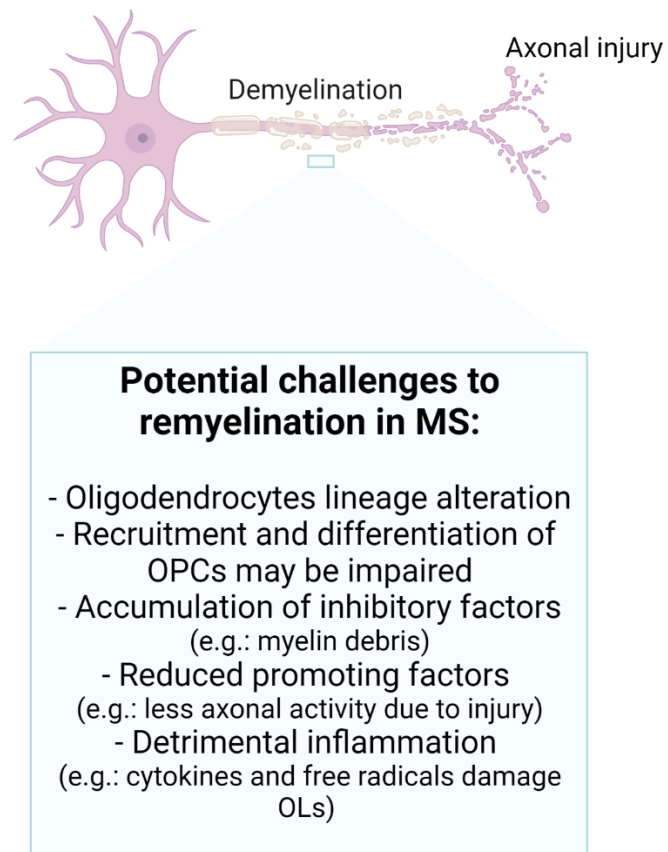 Axonal injury
Demyelination
Potential challenges to
remyelination in MS:
- Oligodendrocytes lineage alteration
- Recruitment and differentiation of
OPCs may be impaired
- Accumulation of inhibitory factors
(e.g.: myelin debris)
- Reduced promoting factors
(e.g.: less axonal activity due to injury)
- Detrimental inflammation
(e.g.: cytokines and free radicals damage
OLs)